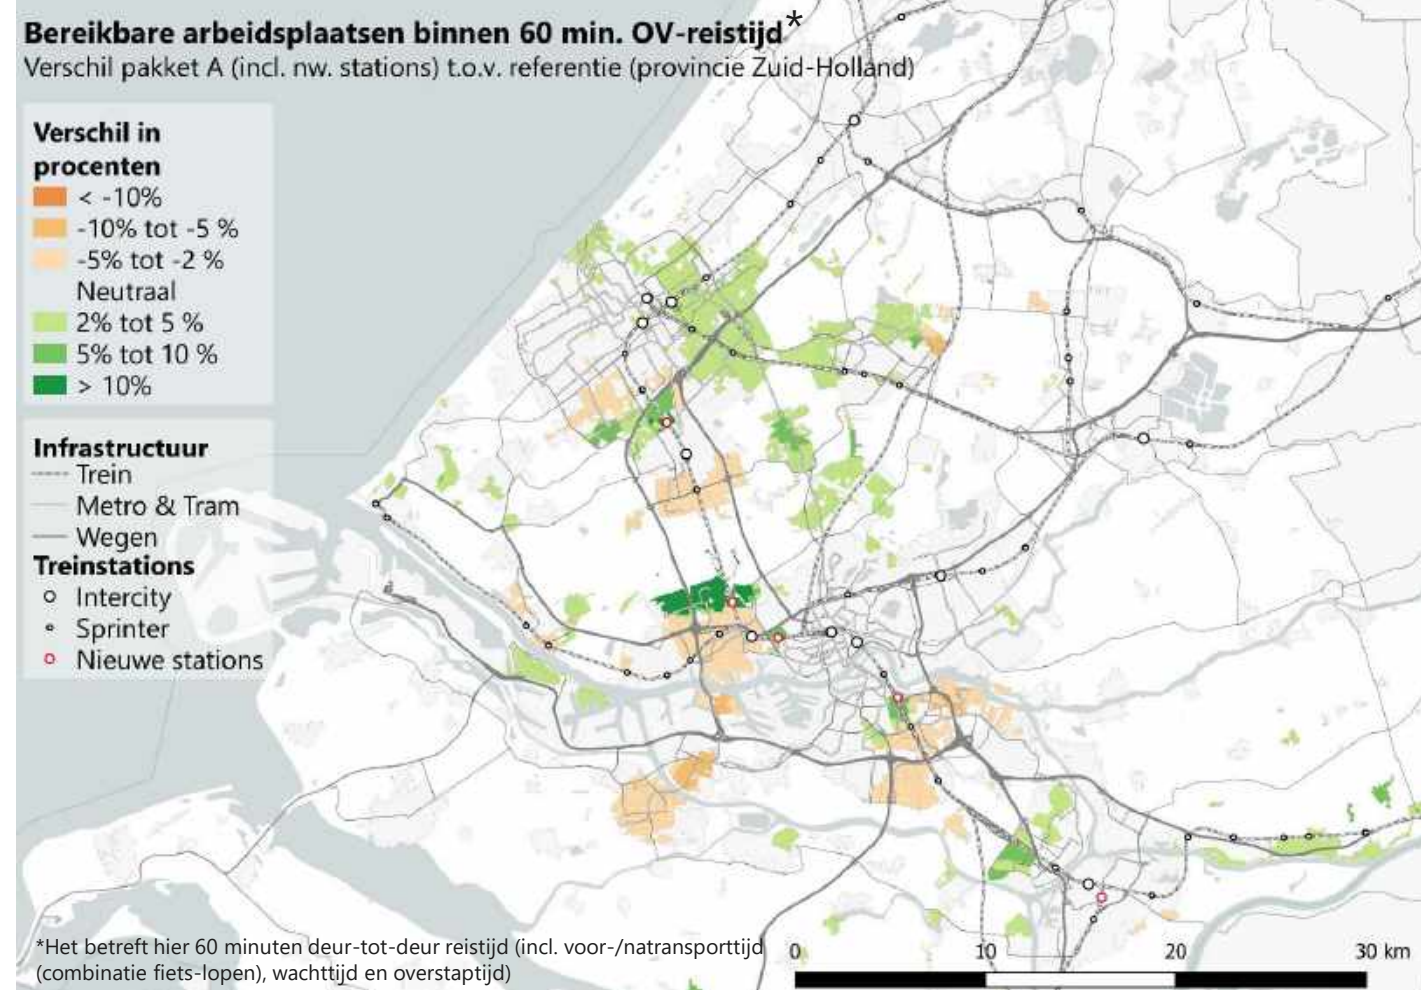 Bereikbare arbeidsplaatsen binnen 60 min. OV-reistijd*
Verschil pakket A (incl. nw. stations) t.o.v. referentie (provincie Zuid-Holland)
Verschil in
procenten
< -10%
-10% tot -5 %
-5% tot -2 %
Neutraal
2% tot 5 %
5% tot 10 %
> 10%
Infrastructuur
Trein
Metro & Tram
Wegen
Treinstations
Intercity
Sprinter
Nieuwe stations
*Het betreft hier 60 minuten deur-tot-deur reistijd (incl. voor-/natransporttijd
(combinatie fiets-lopen), wachttijd en overstaptijd)
0 10 20 30 km